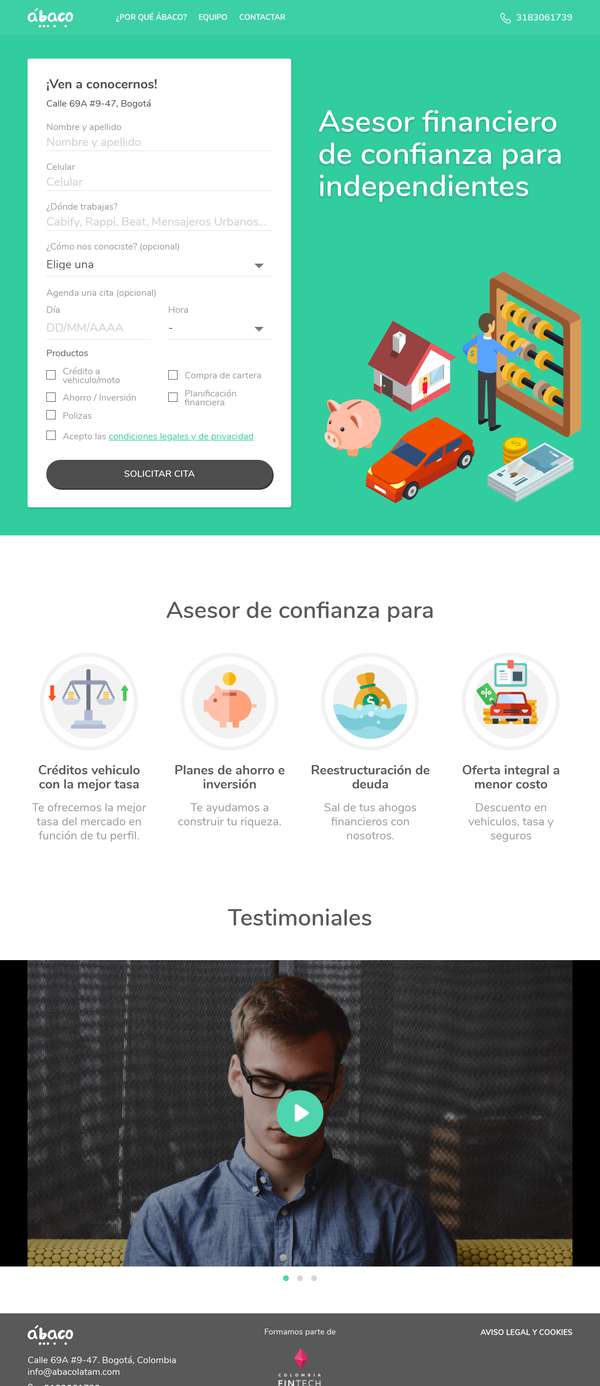 ábaco
¿POR QUÉ ÁBACO?
EQUIPO
CONTACTAR
3183061739
¡Ven a conocernos!
Calle 69A #9-47, Bogotá
Nombre y apellido
Nombre y apellido
Celular
Celular
¿Dónde trabajas?
Cabify, Rappi, Beat, Mensajeros Urbanos...
¿Cómo nos conociste? (opcional)
Elige una
Agenda una cita (opcional)
Día
Hora
DD/MM/AAAA
-
Productos
Crédito a
vehiculo/moto
Compra de cartera
Ahorro / Inversión
Planificación
financiera
Polizas
Acepto las condiciones legales y de privacidad
SOLICITAR CITA
Asesor financiero
de confianza para
independientes
Asesor de confianza para
Créditos vehiculo
con la mejor tasa
Te ofrecemos la mejor
tasa del mercado en
función de tu perfil.
Planes de ahorro e
inversión
Te ayudamos a
construir tu riqueza.
Reestructuración de
deuda
Sal de tus ahogos
financieros con
nosotros.
Oferta integral a
menor costo
Descuento en
vehiculos, tasa y
seguros
Testimoniales
ábaco
Calle 69A #9-47. Bogotá, Colombia
info@abacolatam.com
Formamos parte de
COLOMBIA
FINTECH
AVISO LEGAL Y COOKIES